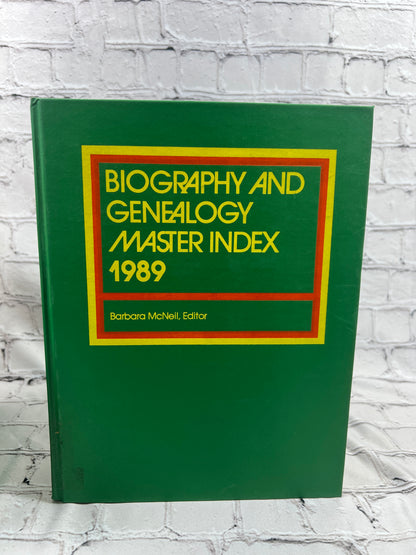 BIOGRAPHY AND
GENEALOGY
MASTER INDEX
1989
Barbara McNeil, Editor